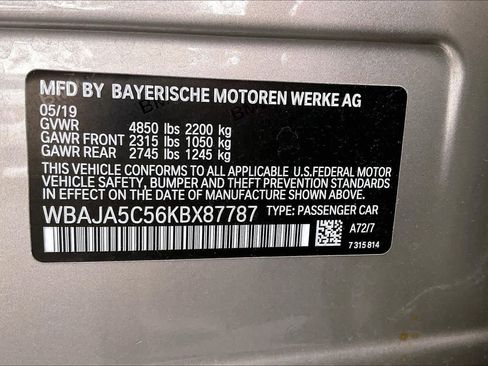 MFD BY BAYERISCHE MOTOREN WERKE AG
05/19
GVWR 4850 lbs 2200 kg
GAWR FRONT 2315 lbs 1050 kg
GAWR REAR 2745 lbs 1245 kg
THIS VEHICLE CONFORMS TO ALL APPLICABLE U.S.FEDERAL MOTOR
VEHICLE SAFETY, BUMPER AND THEFT PREVENTION STANDARDS
IN EFFECT ON THE DATE OF MANUFACTURE SHOWN ABOVE.
WBAJA5C56KBX87787 TYPE: PASSENGER CAR
A72/7
7 315 814